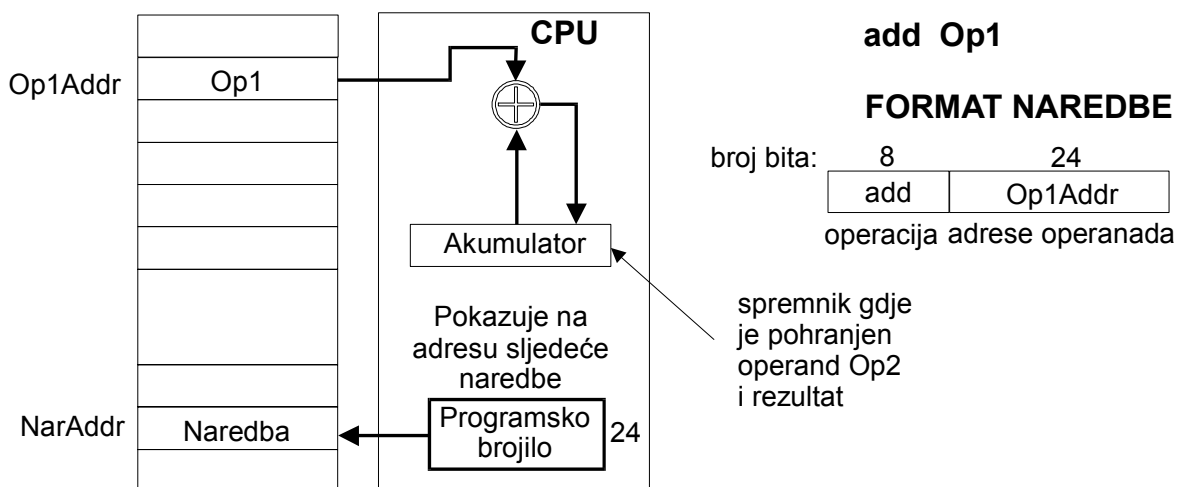 CPU
add Op1
Op1Addr
Op1
FORMAT NAREDBE
broj bita:
8
24
add
Op1Addr
operacija
adrese operanada
Akumulator
spremnik gdje
je pohranjen
operand Op2
i rezultat
Pokazuje na
adresu sljedeće
naredbe
NarAddr
Naredba
Programsko
brojilo
24